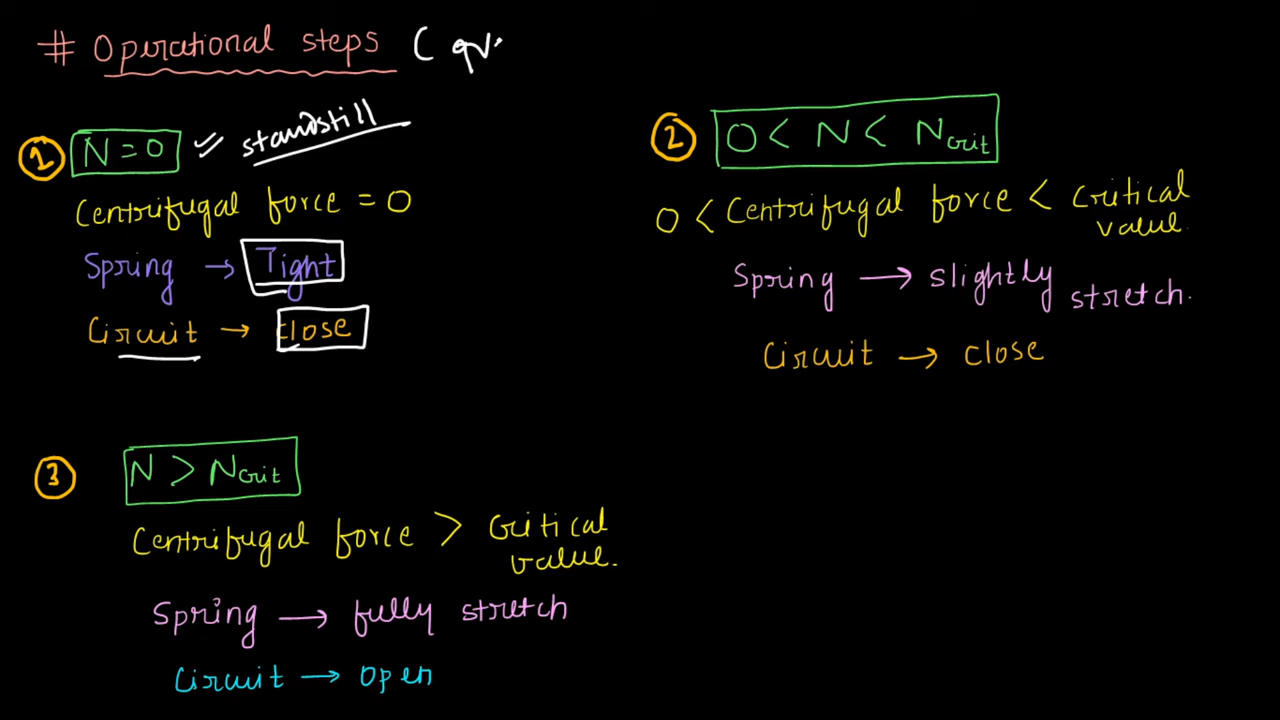 # Operational steps (
1 N = 0 ✓ standstill
Centrifugal force = 0
Spring → Tight
Circuit → close
2 0 < N < Ncrit
0 < Centrifugal force < critical
value.
Spring → slightly
stretch.
Circuit → close
3 N > Ncrit
Centrifugal force > critical
value.
Spring → fully stretch
Circuit → open